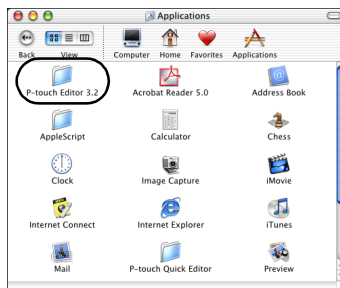 Applications
Back View Computer Home Favorites Applications
P-touch Editor 3.2 Acrobat Reader 5.0 Address Book
AppleScript Calculator Chess
Clock Image Capture iMovie
Internet Connect Internet Explorer iTunes
Mail P-touch Quick Editor Preview